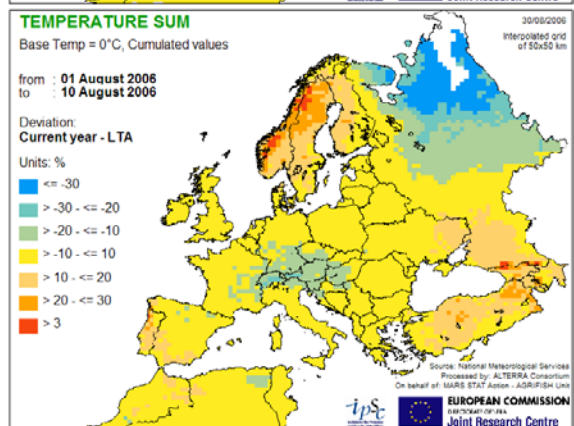 TEMPERATURE SUM
Base Temp = 0°C, Cumulated values
30/08/2006
Interpolated grid
of 50x50 km
from : 01 August 2006
to : 10 August 2006
Deviation:
Current year - LTA
Units: %
<= -30
> -30 - <= -20
> -20 - <= -10
> -10 - <= 10
> 10 - <= 20
> 20 - <= 30
> 3
Source: National Meteorological Services
Processed by: ALTERRA Consortium
On behalf of: MARS STAT Action - AGRIFISH Unit
ipsc
EUROPEAN COMMISSION
Joint Research Centre